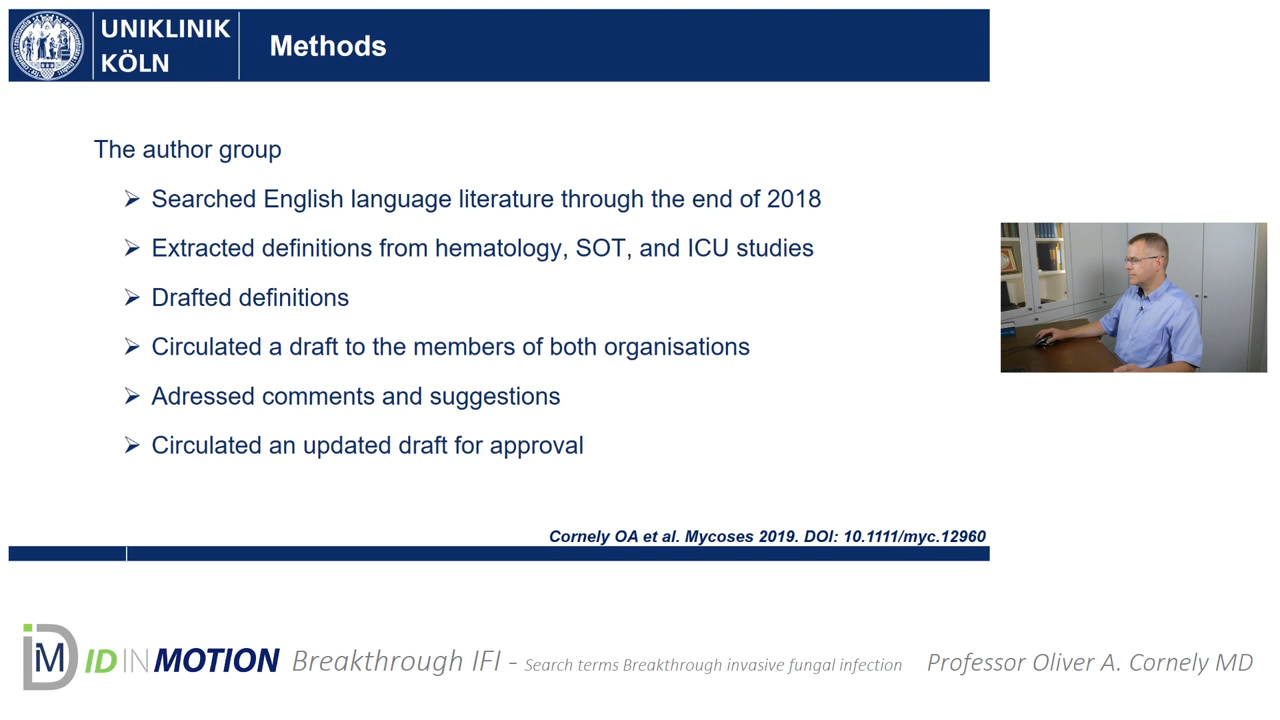 UNIKLINIK
KÖLN
Methods
The author group
Searched English language literature through the end of 2018
Extracted definitions from hematology, SOT, and ICU studies
Drafted definitions
Circulated a draft to the members of both organisations
Adressed comments and suggestions
Circulated an updated draft for approval
Cornely OA et al. Mycoses 2019. DOI: 10.1111/myc.12960
iDM ID IN MOTION Breakthrough IFI - Search terms Breakthrough invasive fungal infection Professor Oliver A. Cornely MD